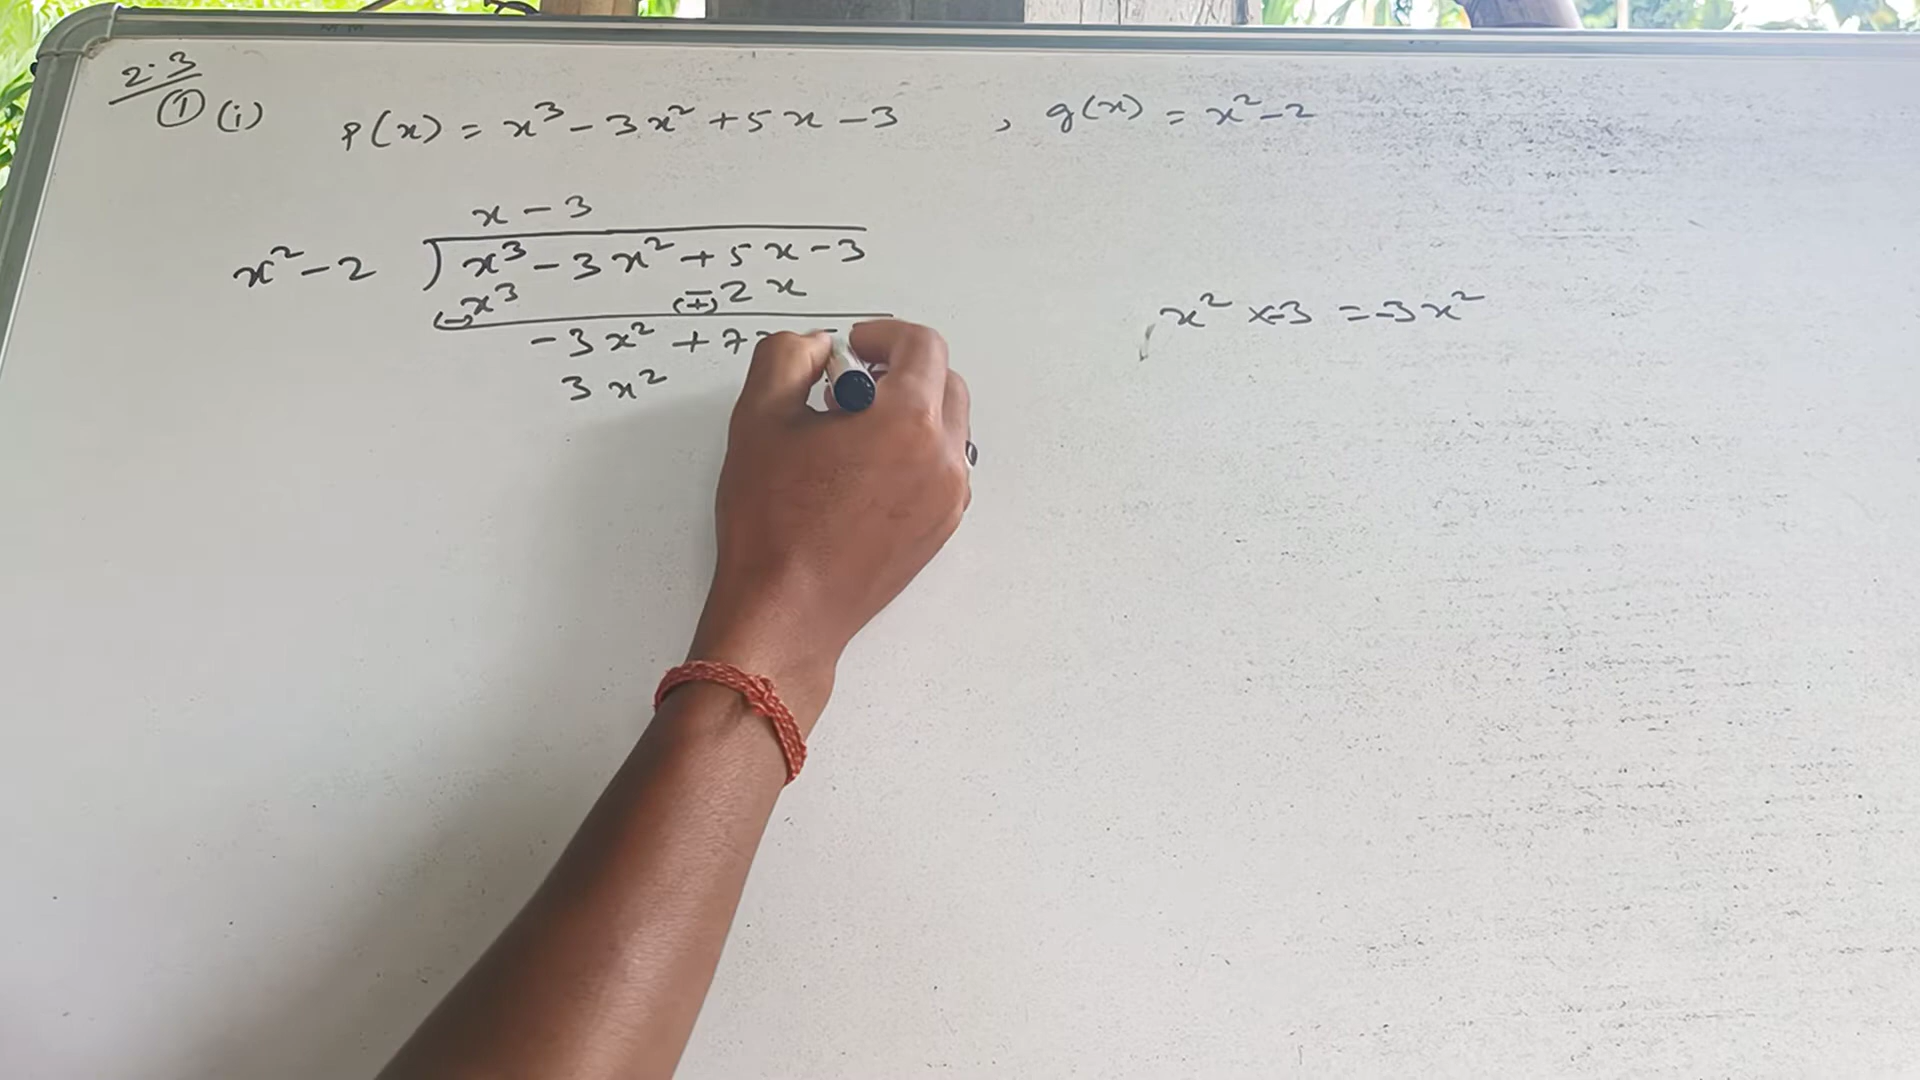 2.3
① (i) p(x) = x³ - 3x² + 5x - 3 , g(x) = x² - 2
x - 3
x² - 2 ) x³ - 3x² + 5x - 3
(-) x³ (+) - 2x
x² × -3 = -3x²
- 3x² + 7
3x²